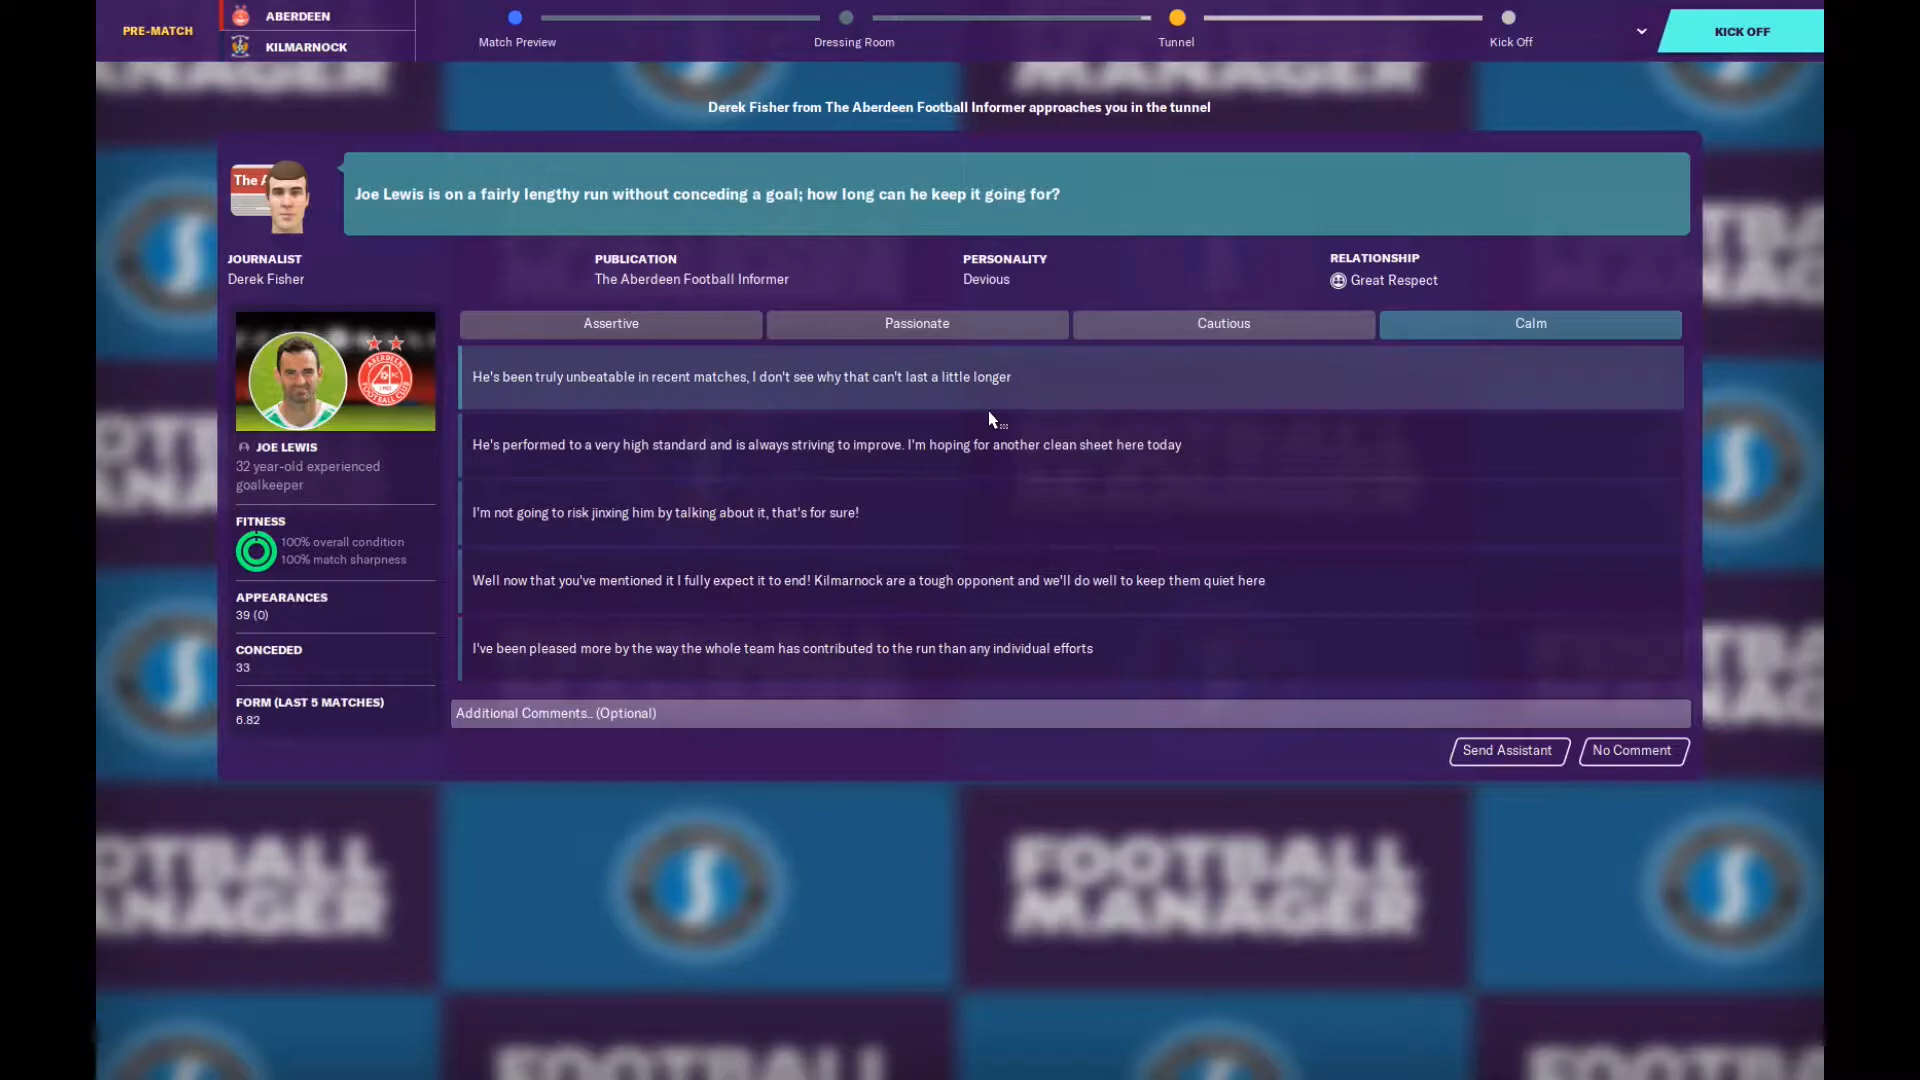 PRE-MATCH
ABERDEEN
KILMARNOCK
Match Preview
Dressing Room
Tunnel
Kick Off
KICK OFF
MANAGER
Derek Fisher from The Aberdeen Football Informer approaches you in the tunnel
The A
Joe Lewis is on a fairly lengthy run without conceding a goal; how long can he keep it going for?
JOURNALIST
Derek Fisher
PUBLICATION
The Aberdeen Football Informer
PERSONALITY
Devious
RELATIONSHIP
Great Respect
Assertive
Passionate
Cautious
Calm
He's been truly unbeatable in recent matches, I don't see why that can't last a little longer
He's performed to a very high standard and is always striving to improve. I'm hoping for another clean sheet here today
I'm not going to risk jinxing him by talking about it, that's for sure!
Well now that you've mentioned it I fully expect it to end! Kilmarnock are a tough opponent and we'll do well to keep them quiet here
I've been pleased more by the way the whole team has contributed to the run than any individual efforts
JOE LEWIS
32 year-old experienced
goalkeeper
FITNESS
100% overall condition
100% match sharpness
APPEARANCES
39 (0)
CONCEDED
33
FORM (LAST 5 MATCHES)
6.82
Additional Comments.. (Optional)
Send Assistant
No Comment
FOOTBALL
MANAGER